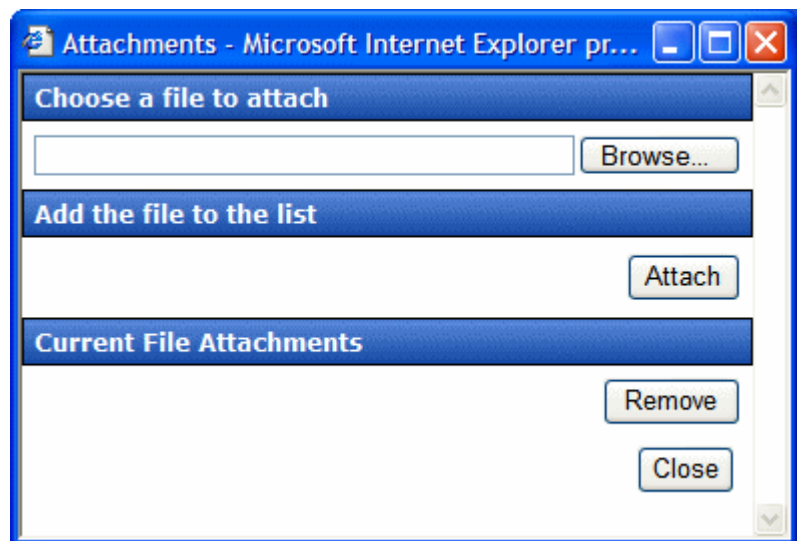 Attachments - Microsoft Internet Explorer pr...
Choose a file to attach
Browse...
Add the file to the list
Attach
Current File Attachments
Remove
Close